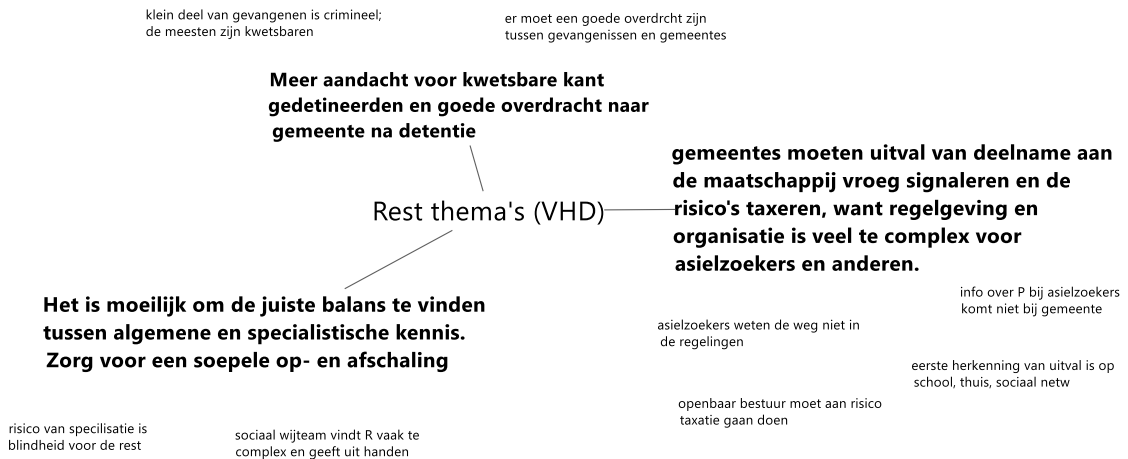 klein deel van gevangenen is crimineel;
de meesten zijn kwetsbaren
er moet een goede overdrcht zijn
tussen gevangenissen en gemeentes
Meer aandacht voor kwetsbare kant
gedetineerden en goede overdracht naar
gemeente na detentie
gemeentes moeten uitval van deelname aan
de maatschappij vroeg signaleren en de
risico's taxeren, want regelgeving en
organisatie is veel te complex voor
asielzoekers en anderen.
Rest thema's (VHD)
Het is moeilijk om de juiste balans te vinden
tussen algemene en specialistische kennis.
Zorg voor een soepele op- en afschaling
info over P bij asielzoekers
komt niet bij gemeente
asielzoekers weten de weg niet in
de regelingen
eerste herkenning van uitval is op
school, thuis, sociaal netw
openbaar bestuur moet aan risico
taxatie gaan doen
risico van specilisatie is
blindheid voor de rest
sociaal wijteam vindt R vaak te
complex en geeft uit handen